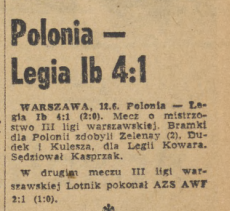 Polonia —
Legia Ib 4:1
WARSZAWA, 12.6. Polonia — Le-
gia Ib 4:1 (2:0). Mecz o mistrzo-
stwo III ligi warszawskiej. Bramki
dla Polonii zdobyli Zelenay (2), Du-
dek i Kulesza, dla Legii Kowara.
Sędziował Kasprzak.
W drugim meczu III ligi war-
szawskiej Lotnik pokonał AZS AWF
2:1 (1:0).
*